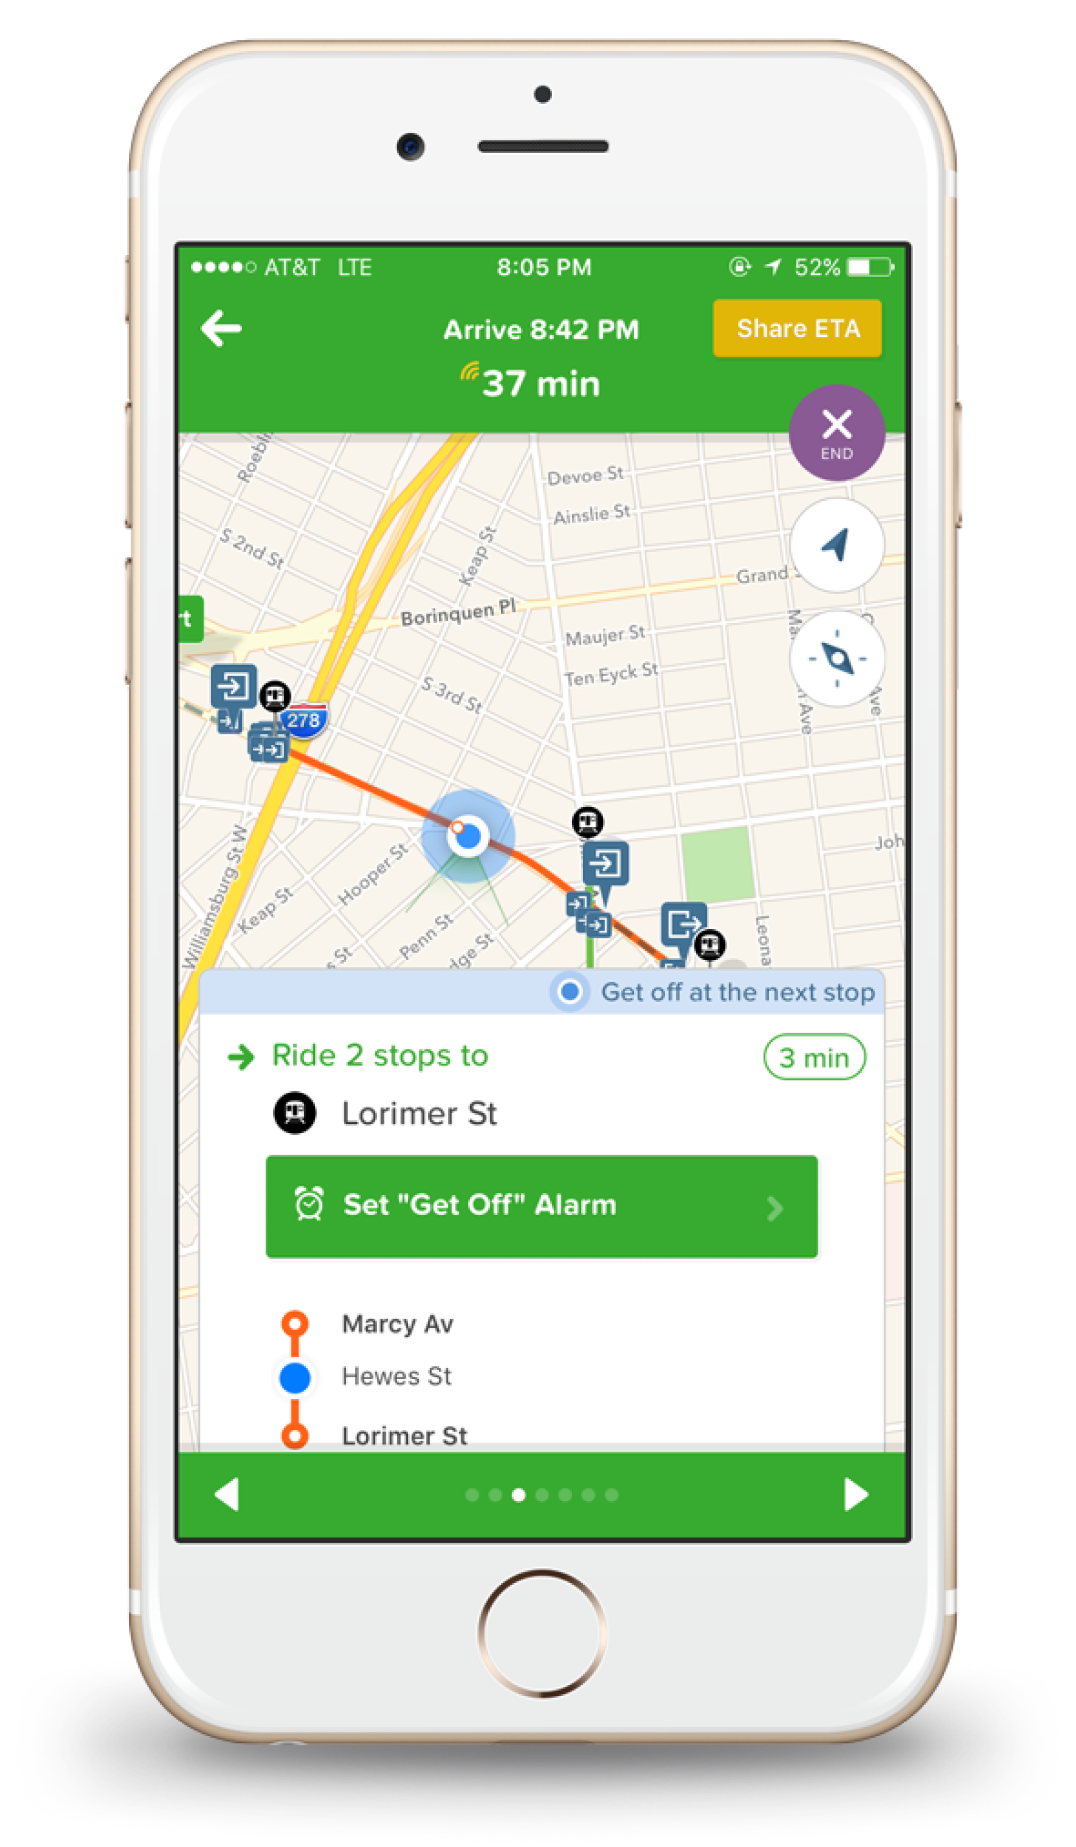 AT&T LTE 8:05 PM 52%
Arrive 8:42 PM
Share ETA
37 min
END
Devoe St
Ainslie St
S 2nd St
Keap St
Grand
Borinquen Pl
Maujer St
Ten Eyck St
S 3rd St
278
Ave
Ave
Hooper St
Williamsburg St W
Keap St
Penn St
St
Get off at the next stop
Ride 2 stops to
3 min
Lorimer St
Set "Get Off" Alarm
Marcy Av
Hewes St
Lorimer St